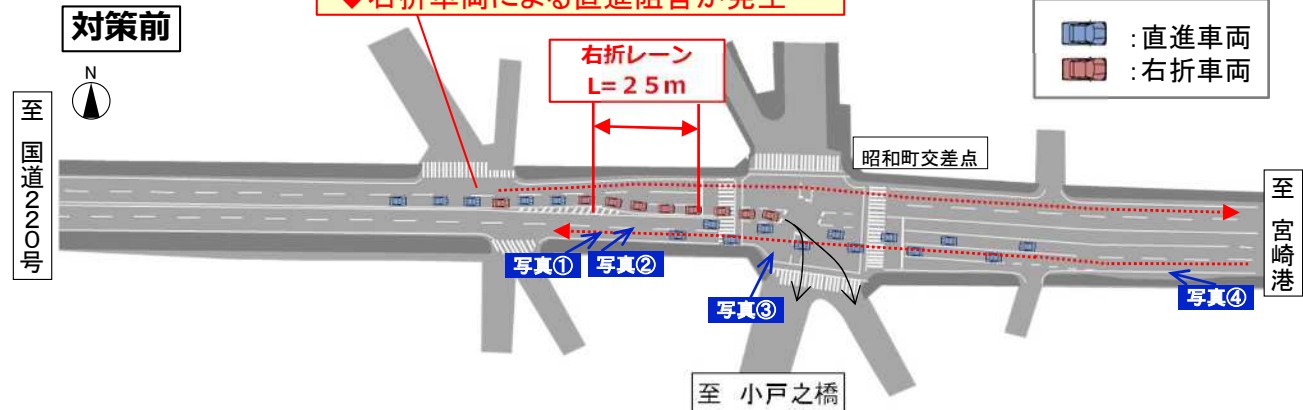 ◆右折車両による直進阻害が発生
対策前
N
右折レーン
L=25m
:直進車両
:右折車両
至 国道220号
昭和町交差点
至 宮崎港
写真①
写真②
写真③
写真④
至 小戸之橋